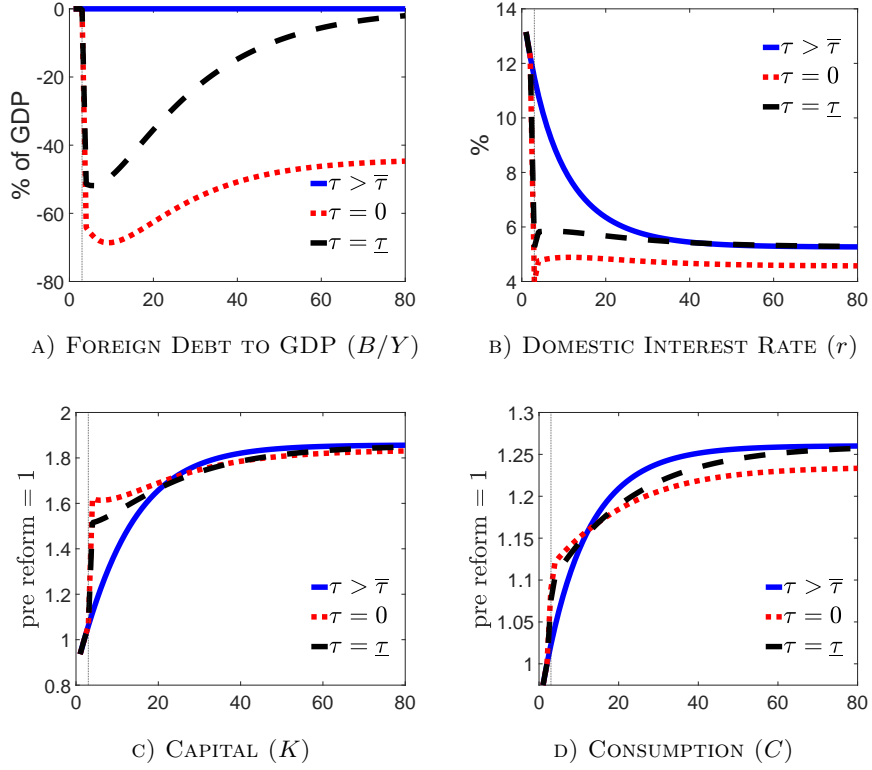 0
-20
-40
-60
-80
% of GDP
1
20
40
60
80
τ > τ̅
τ = 0
τ = τ̲
A) FOREIGN DEBT TO GDP (B/Y)
14
12
10
8
6
4
%
0
20
40
60
80
τ > τ̅
τ = 0
τ = τ̲
B) DOMESTIC INTEREST RATE (r)
2
1.8
1.6
1.4
1.2
1
0.8
pre reform = 1
0
20
40
60
80
τ > τ̅
τ = 0
τ = τ̲
C) CAPITAL (K)
1.3
1.25
1.2
1.15
1.1
1.05
1
pre reform = 1
0
20
40
60
80
τ > τ̅
τ = 0
τ = τ̲
D) CONSUMPTION (C)